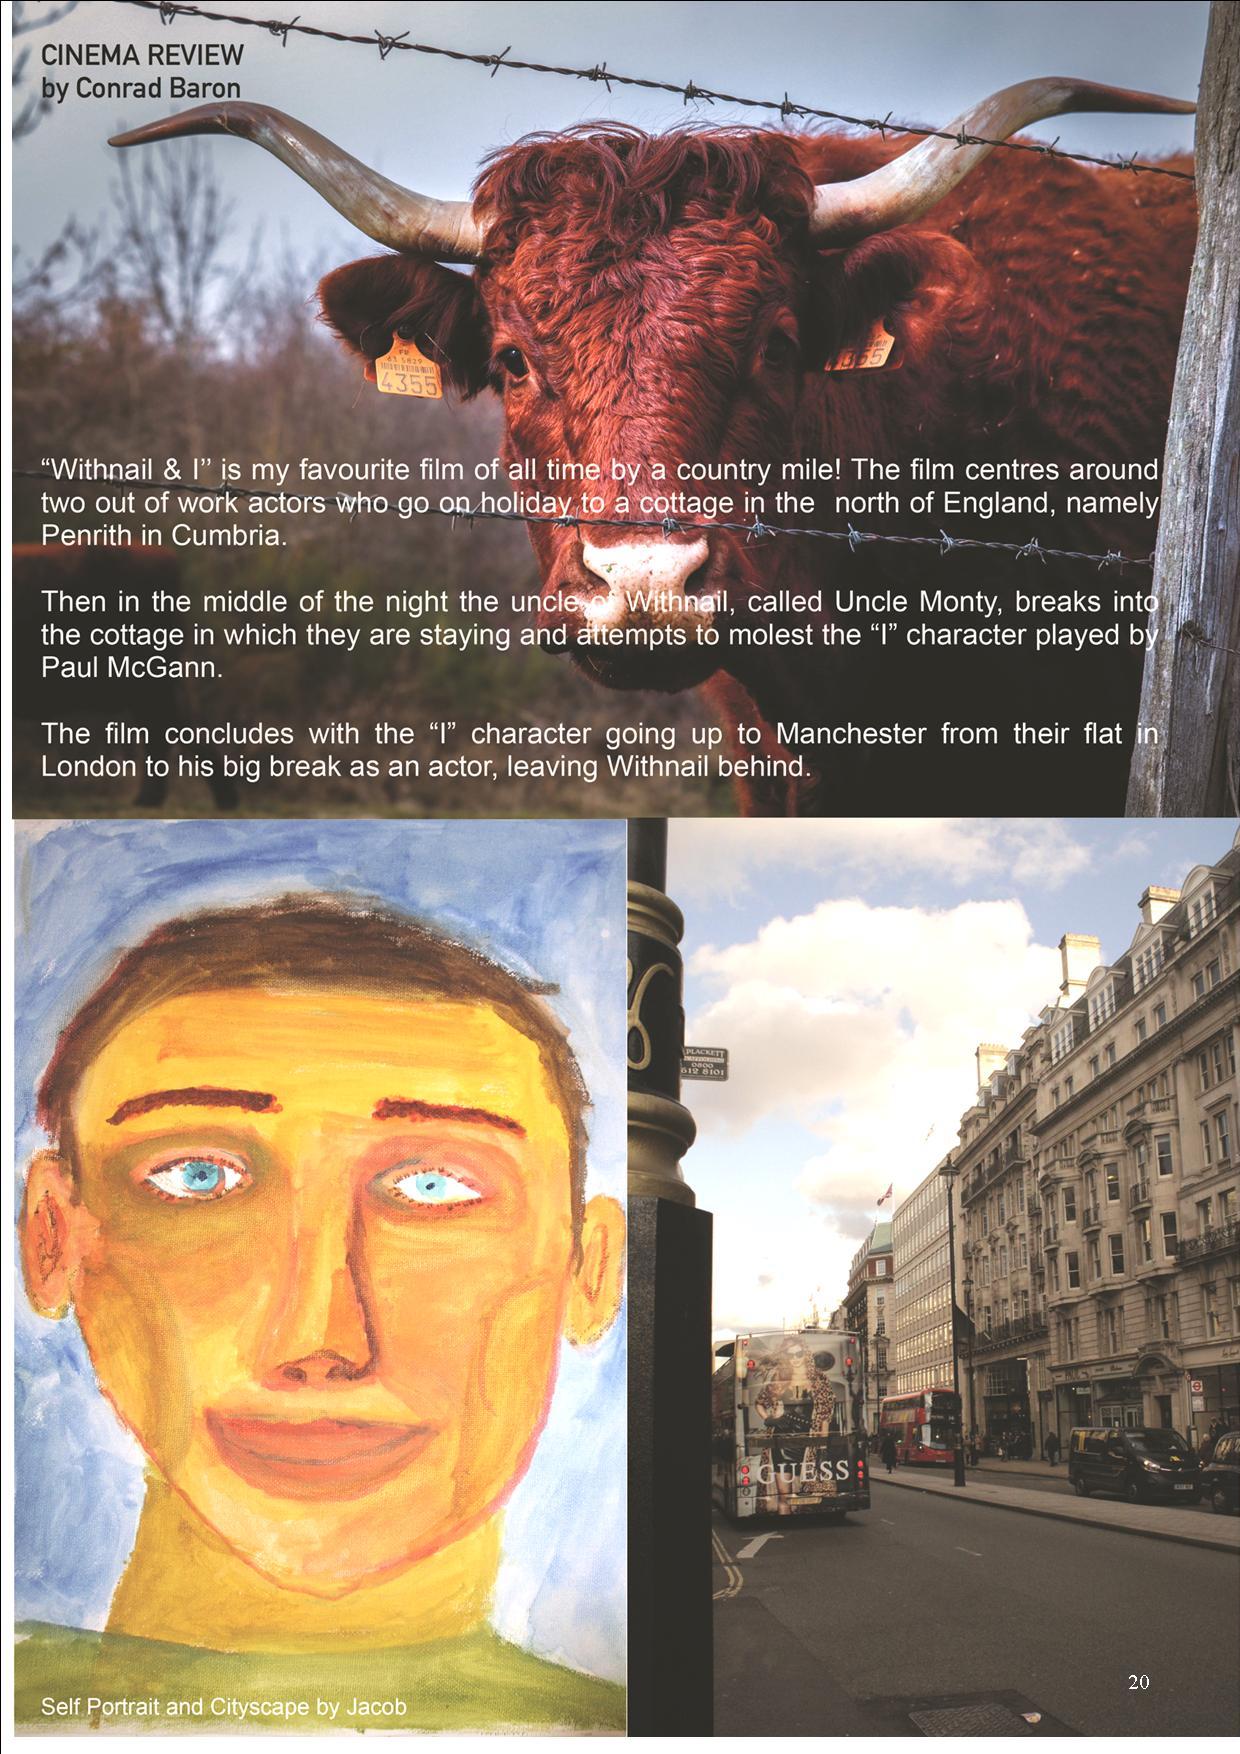 CINEMA REVIEW
by Conrad Baron
FR
83 5829
4355
1355
“Withnail & I’’ is my favourite film of all time by a country mile! The film centres around
two out of work actors who go on holiday to a cottage in the north of England, namely
Penrith in Cumbria.
Then in the middle of the night the uncle of Withnail, called Uncle Monty, breaks into
the cottage in which they are staying and attempts to molest the “I” character played by
Paul McGann.
The film concludes with the “I” character going up to Manchester from their flat in
London to his big break as an actor, leaving Withnail behind.
PLACKETT
0800
612 8101
GUESS
20
Self Portrait and Cityscape by Jacob